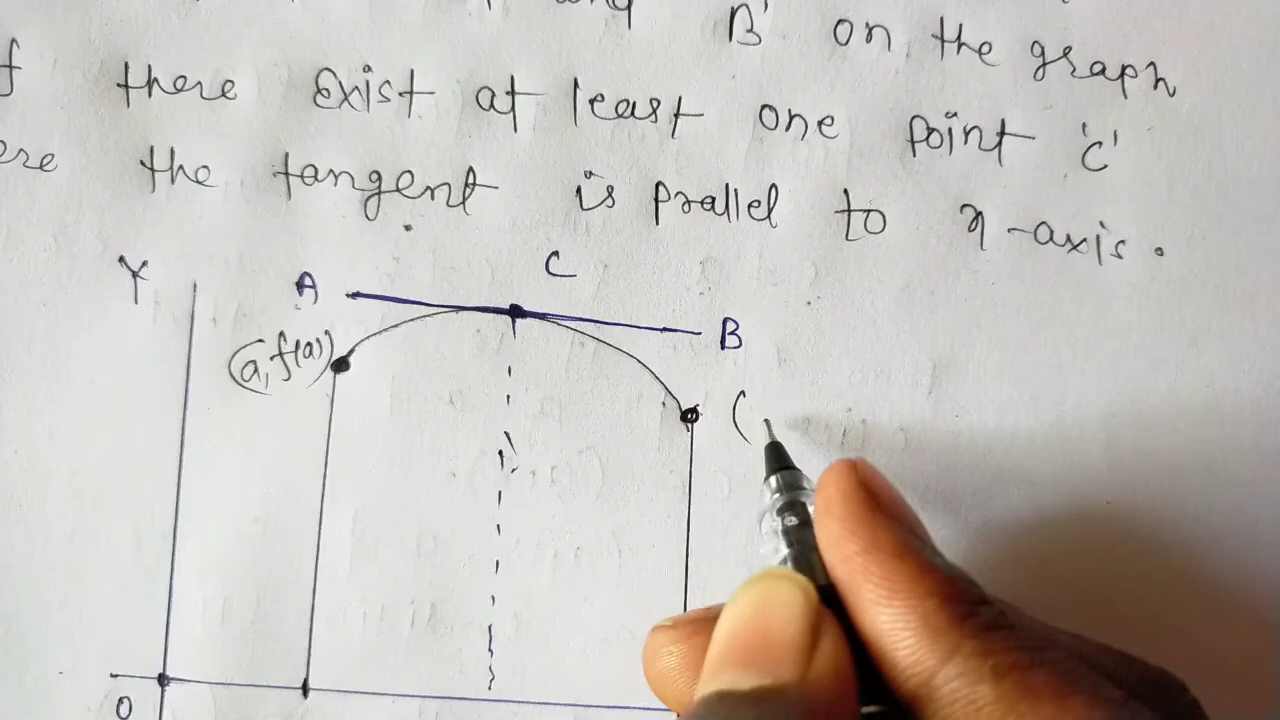 B' on the graph
there Exist at least one point 'c'
the tangent is prallel to x-axis.
Y
A
C
B
(a, f(a))
(
O